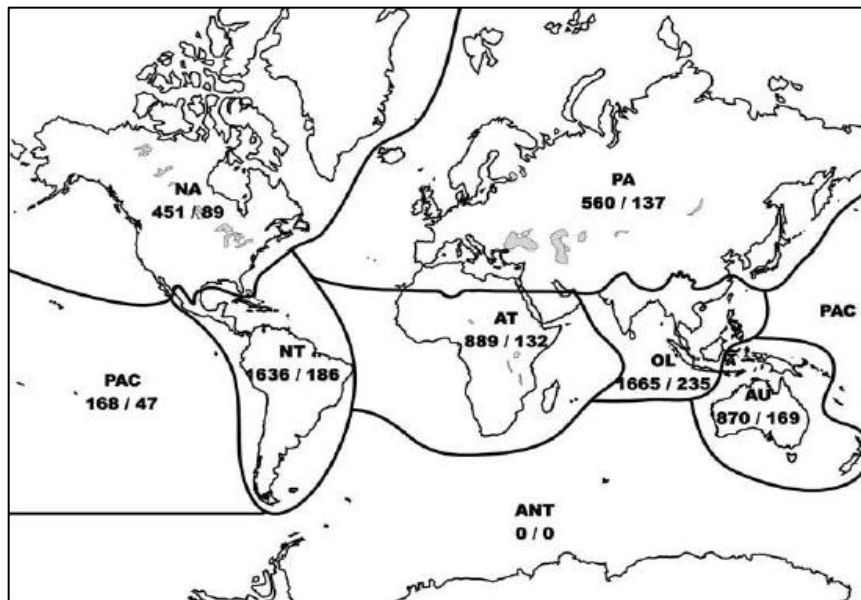 NA
451 / 89
PA
560 / 137
PAC
168 / 47
NT
1636 / 186
AT
889 / 132
OL
1665 / 235
PAC
AU
870 / 169
ANT
0 / 0